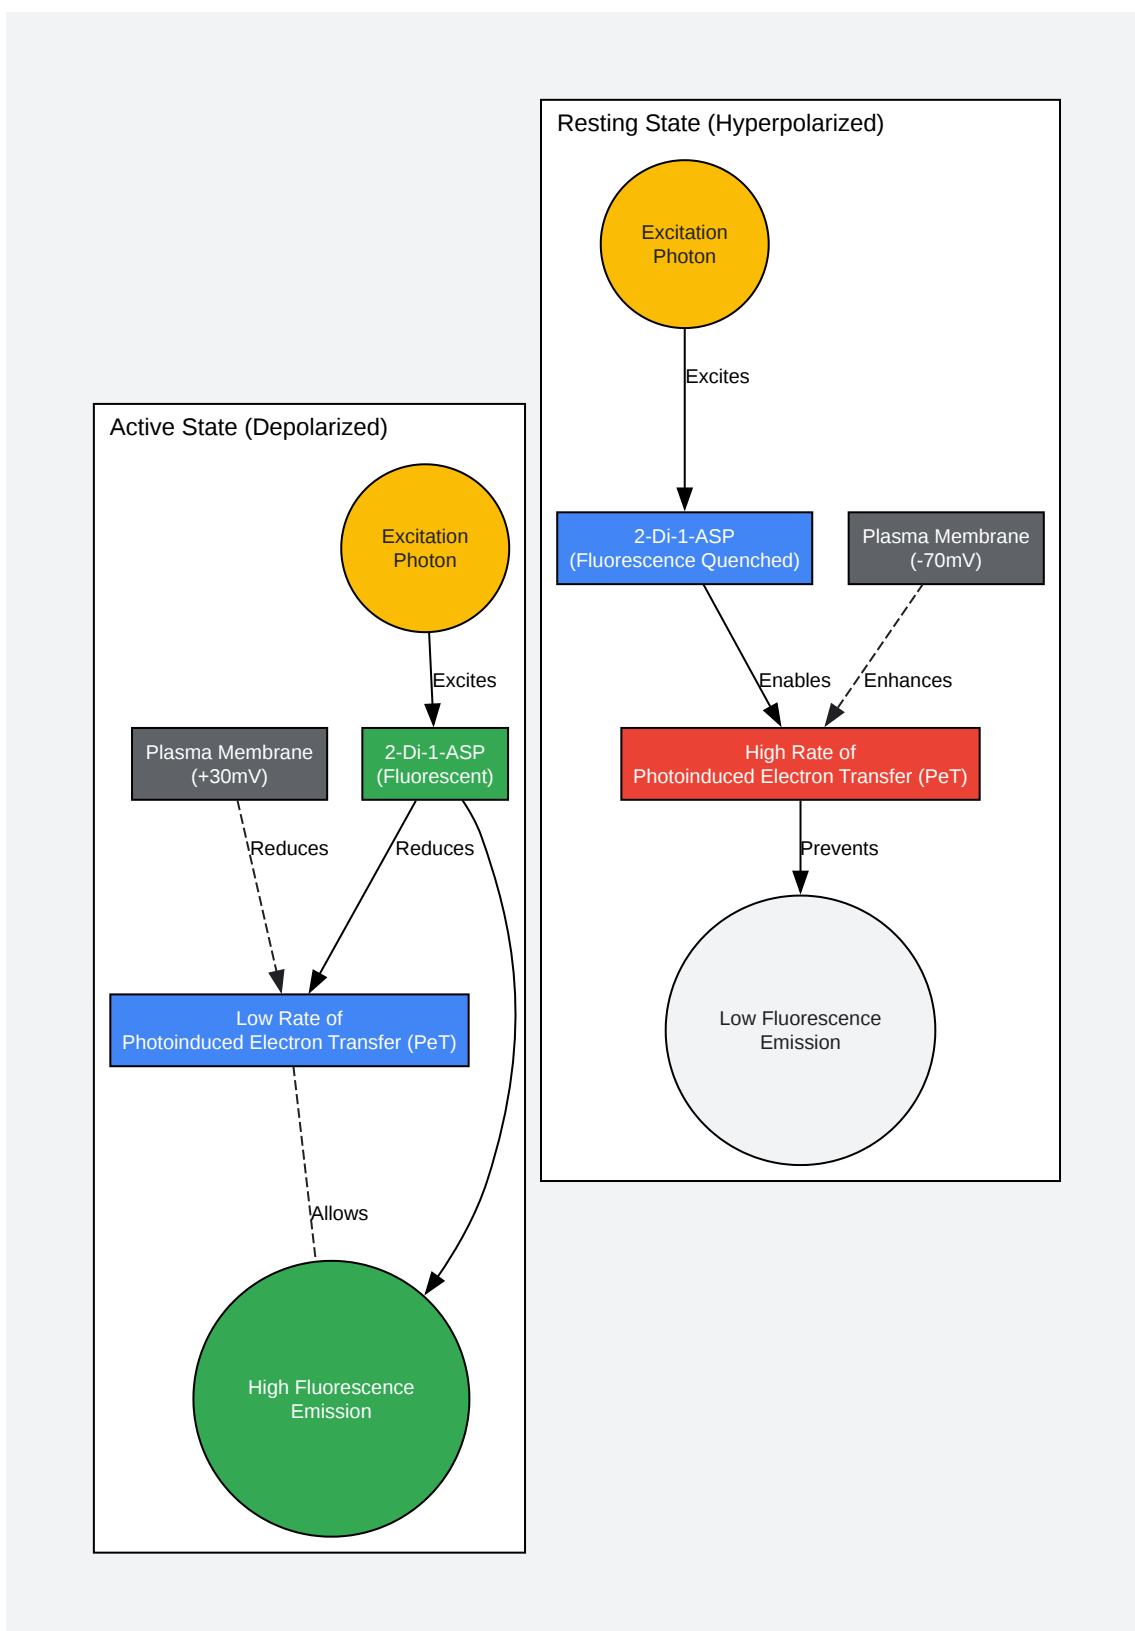 Resting State (Hyperpolarized)
Excitation
Photon
Excites
2-Di-1-ASP
(Fluorescence Quenched)
Plasma Membrane
(-70mV)
Enables
Enhances
High Rate of
Photoinduced Electron Transfer (PeT)
Prevents
Low Fluorescence
Emission
Active State (Depolarized)
Excitation
Photon
Excites
Plasma Membrane
(+30mV)
2-Di-1-ASP
(Fluorescent)
Reduces
Reduces
Low Rate of
Photoinduced Electron Transfer (PeT)
Allows
High Fluorescence
Emission